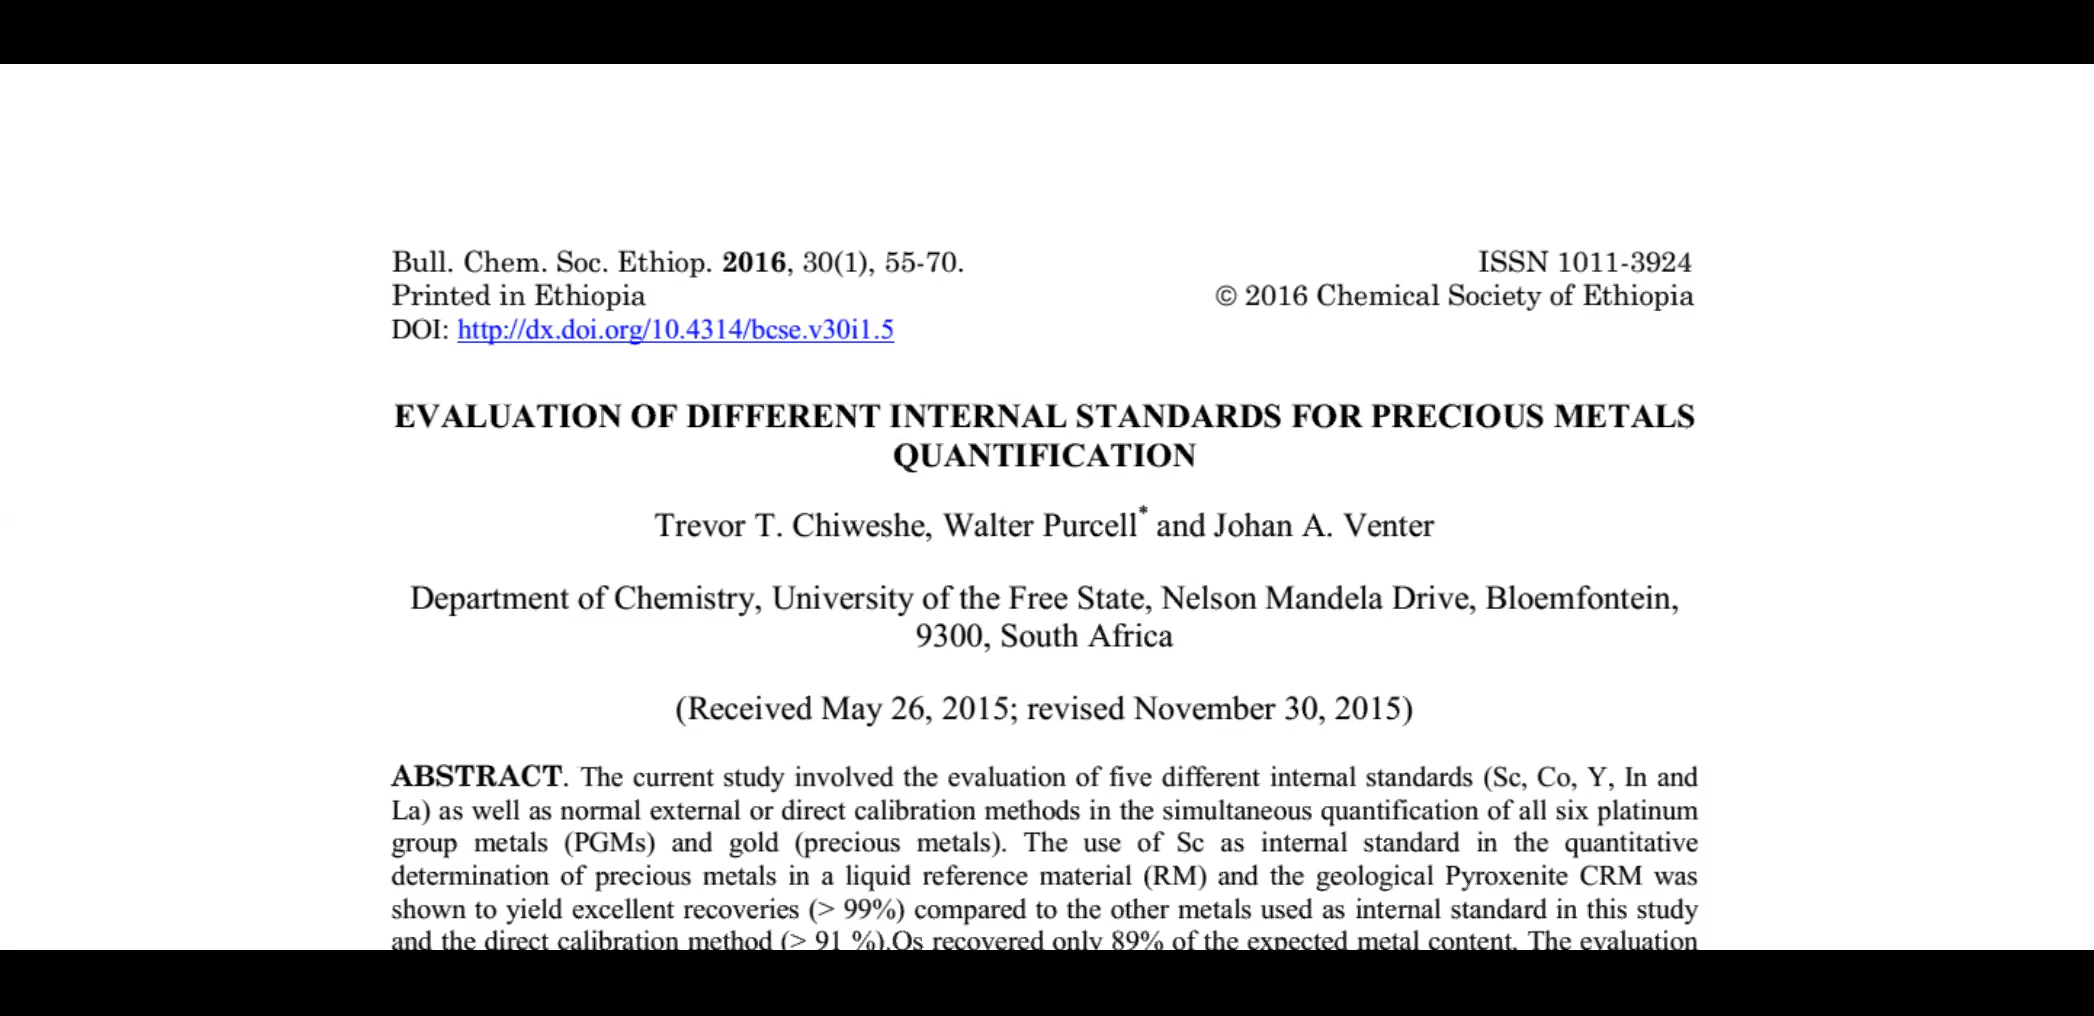 Bull. Chem. Soc. Ethiop. 2016, 30(1), 55-70.
ISSN 1011-3924
Printed in Ethiopia
© 2016 Chemical Society of Ethiopia
DOI: http://dx.doi.org/10.4314/bcse.v30i1.5
EVALUATION OF DIFFERENT INTERNAL STANDARDS FOR PRECIOUS METALS
QUANTIFICATION
Trevor T. Chiweshe, Walter Purcell* and Johan A. Venter
Department of Chemistry, University of the Free State, Nelson Mandela Drive, Bloemfontein,
9300, South Africa
(Received May 26, 2015; revised November 30, 2015)
ABSTRACT. The current study involved the evaluation of five different internal standards (Sc, Co, Y, In and
La) as well as normal external or direct calibration methods in the simultaneous quantification of all six platinum
group metals (PGMs) and gold (precious metals). The use of Sc as internal standard in the quantitative
determination of precious metals in a liquid reference material (RM) and the geological Pyroxenite CRM was
shown to yield excellent recoveries (> 99%) compared to the other metals used as internal standard in this study
and the direct calibration method (> 91 %).Os recovered only 89% of the expected metal content. The evaluation